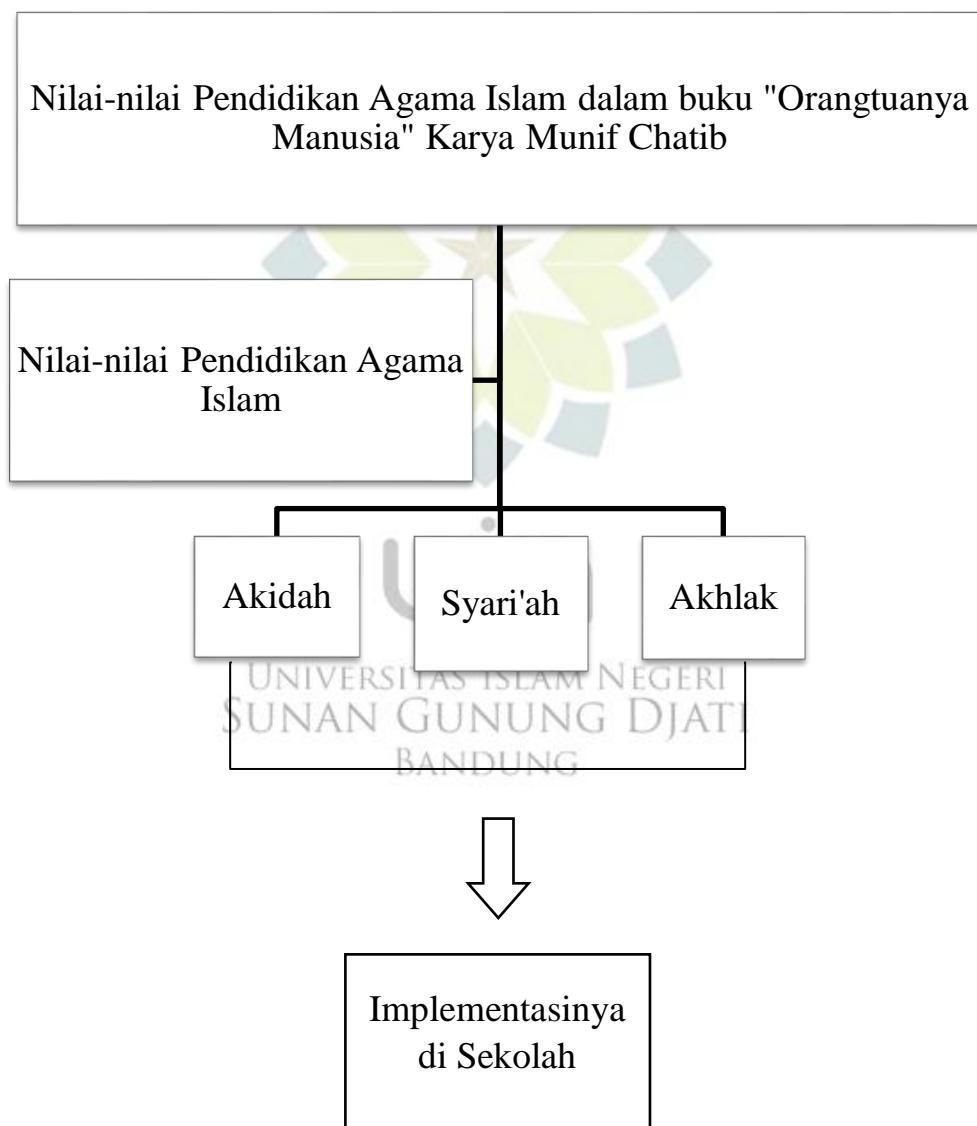 Nilai-nilai Pendidikan Agama Islam dalam buku "Orangtuanya
Manusia" Karya Munif Chatib
Nilai-nilai Pendidikan Agama
Islam
Akidah
Syari'ah
Akhlak
UNIVERSITAS ISLAM NEGERI
SUNAN GUNUNG DJATI
BANDUNG
Implementasinya
di Sekolah